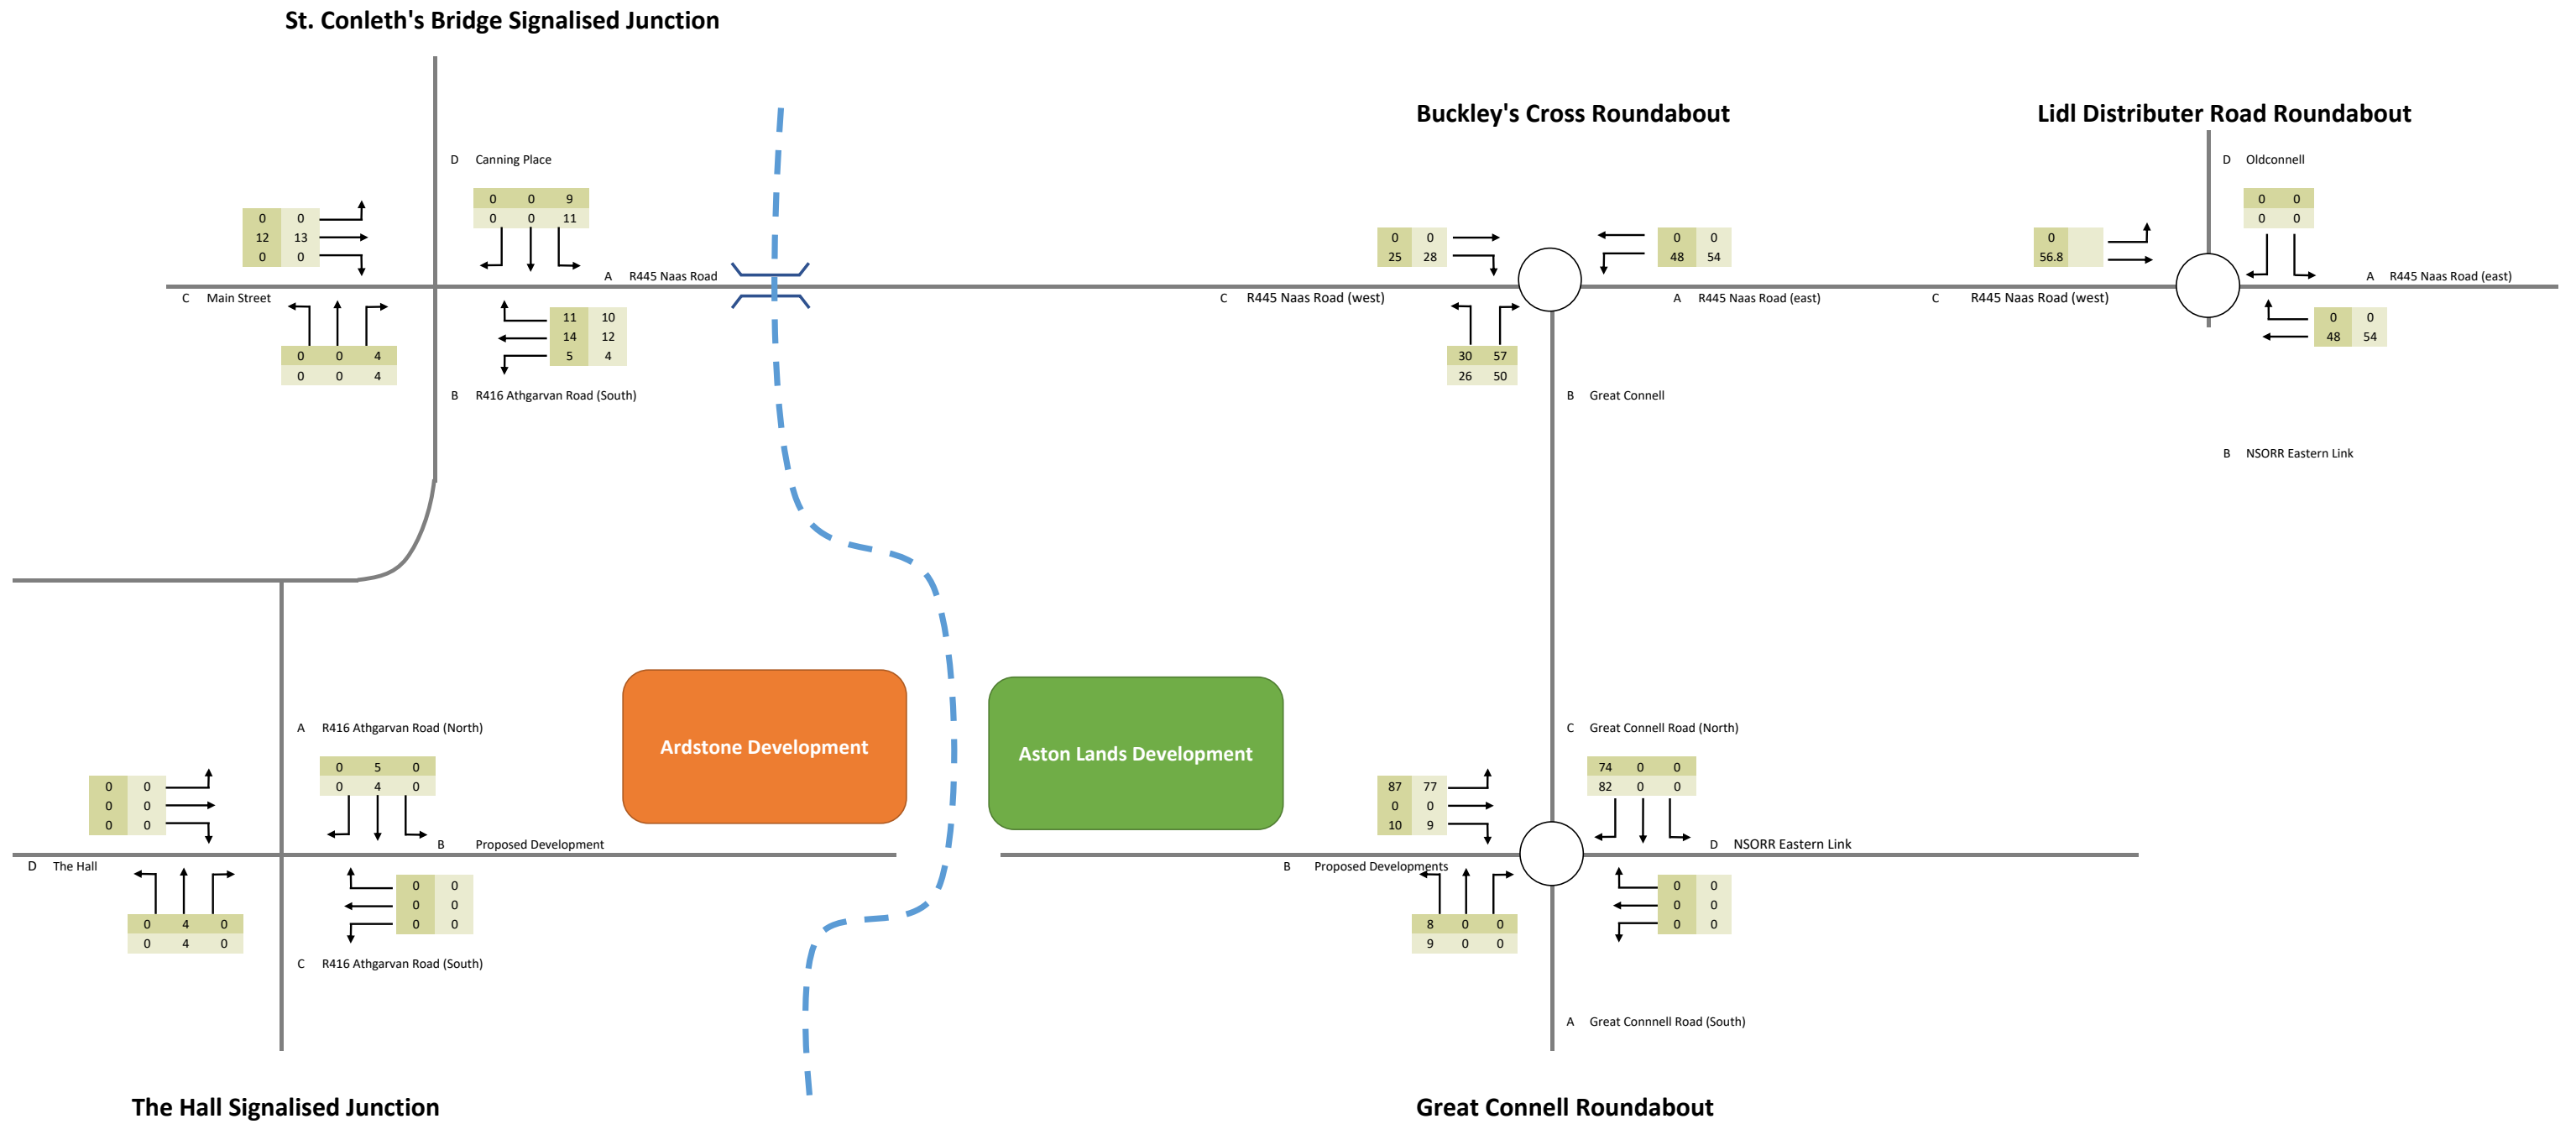 St. Conleth's Bridge Signalised Junction
Buckley's Cross Roundabout
Lidl Distributer Road Roundabout
D Canning Place
0 0 9
0 0 11
0 0
12 13
0 0
A R445 Naas Road
C Main Street
11 10
14 12
5 4
0 0 4
0 0 4
B R416 Athgarvan Road (South)
0 0
25 28
0 0
48 54
C R445 Naas Road (west)
A R445 Naas Road (east)
30 57
26 50
B Great Connell
D Oldconnell
0 0
0 0
0
56.8
A R445 Naas Road (east)
C R445 Naas Road (west)
0 0
48 54
B NSORR Eastern Link
Ardstone Development
Aston Lands Development
A R416 Athgarvan Road (North)
0 5 0
0 4 0
0 0
0 0
0 0
B Proposed Development
D The Hall
0 0
0 0
0 0
0 4 0
0 4 0
C R416 Athgarvan Road (South)
C Great Connell Road (North)
74 0 0
82 0 0
87 77
0 0
10 9
D NSORR Eastern Link
B Proposed Developments
0 0
0 0
0 0
8 0 0
9 0 0
A Great Connnell Road (South)
The Hall Signalised Junction
Great Connell Roundabout